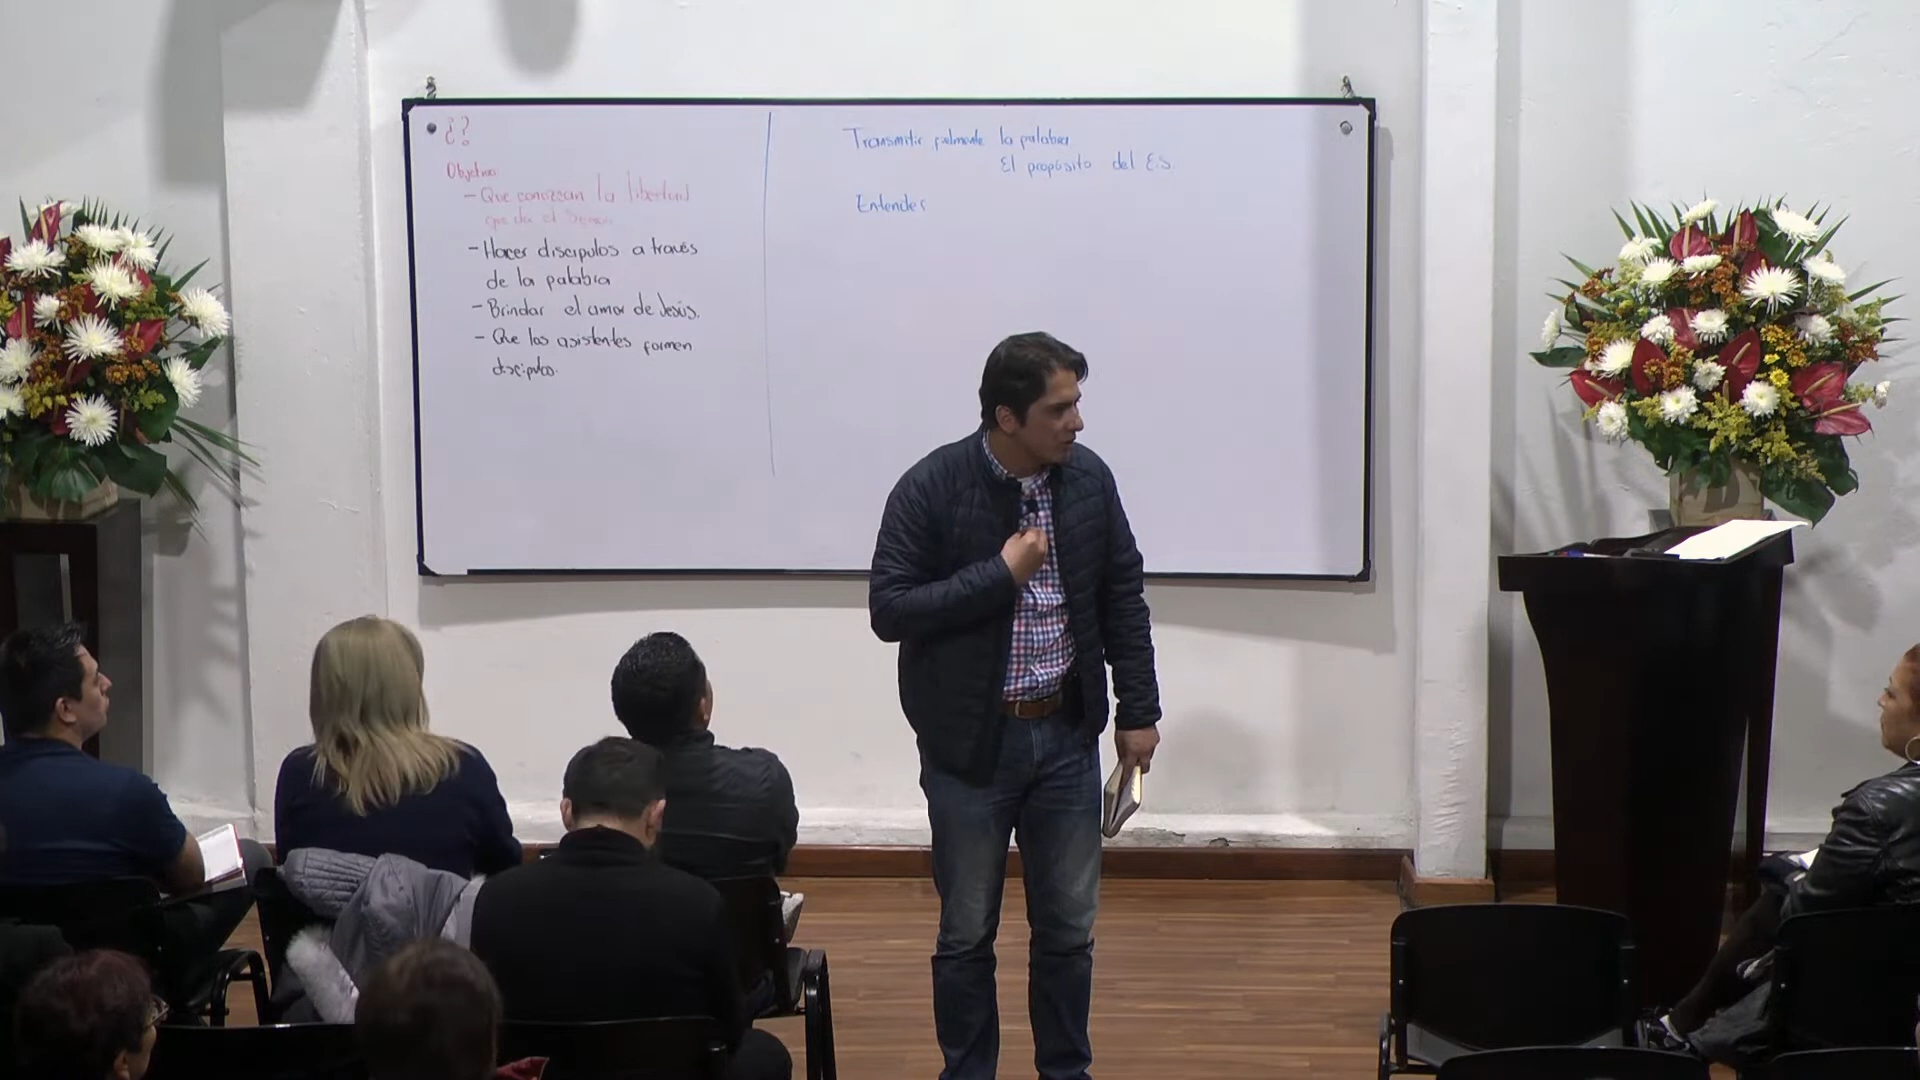 ¿?
Objetivo
- Que conozcan la libertad
que da el Señor.
- Hacer discipulos a través
de la palabra
- Brindar el amor de Jesús.
- Que los asistentes formen
discipulos.
Transmitir fielmente la palabra
El propósito del E.S.
Entender